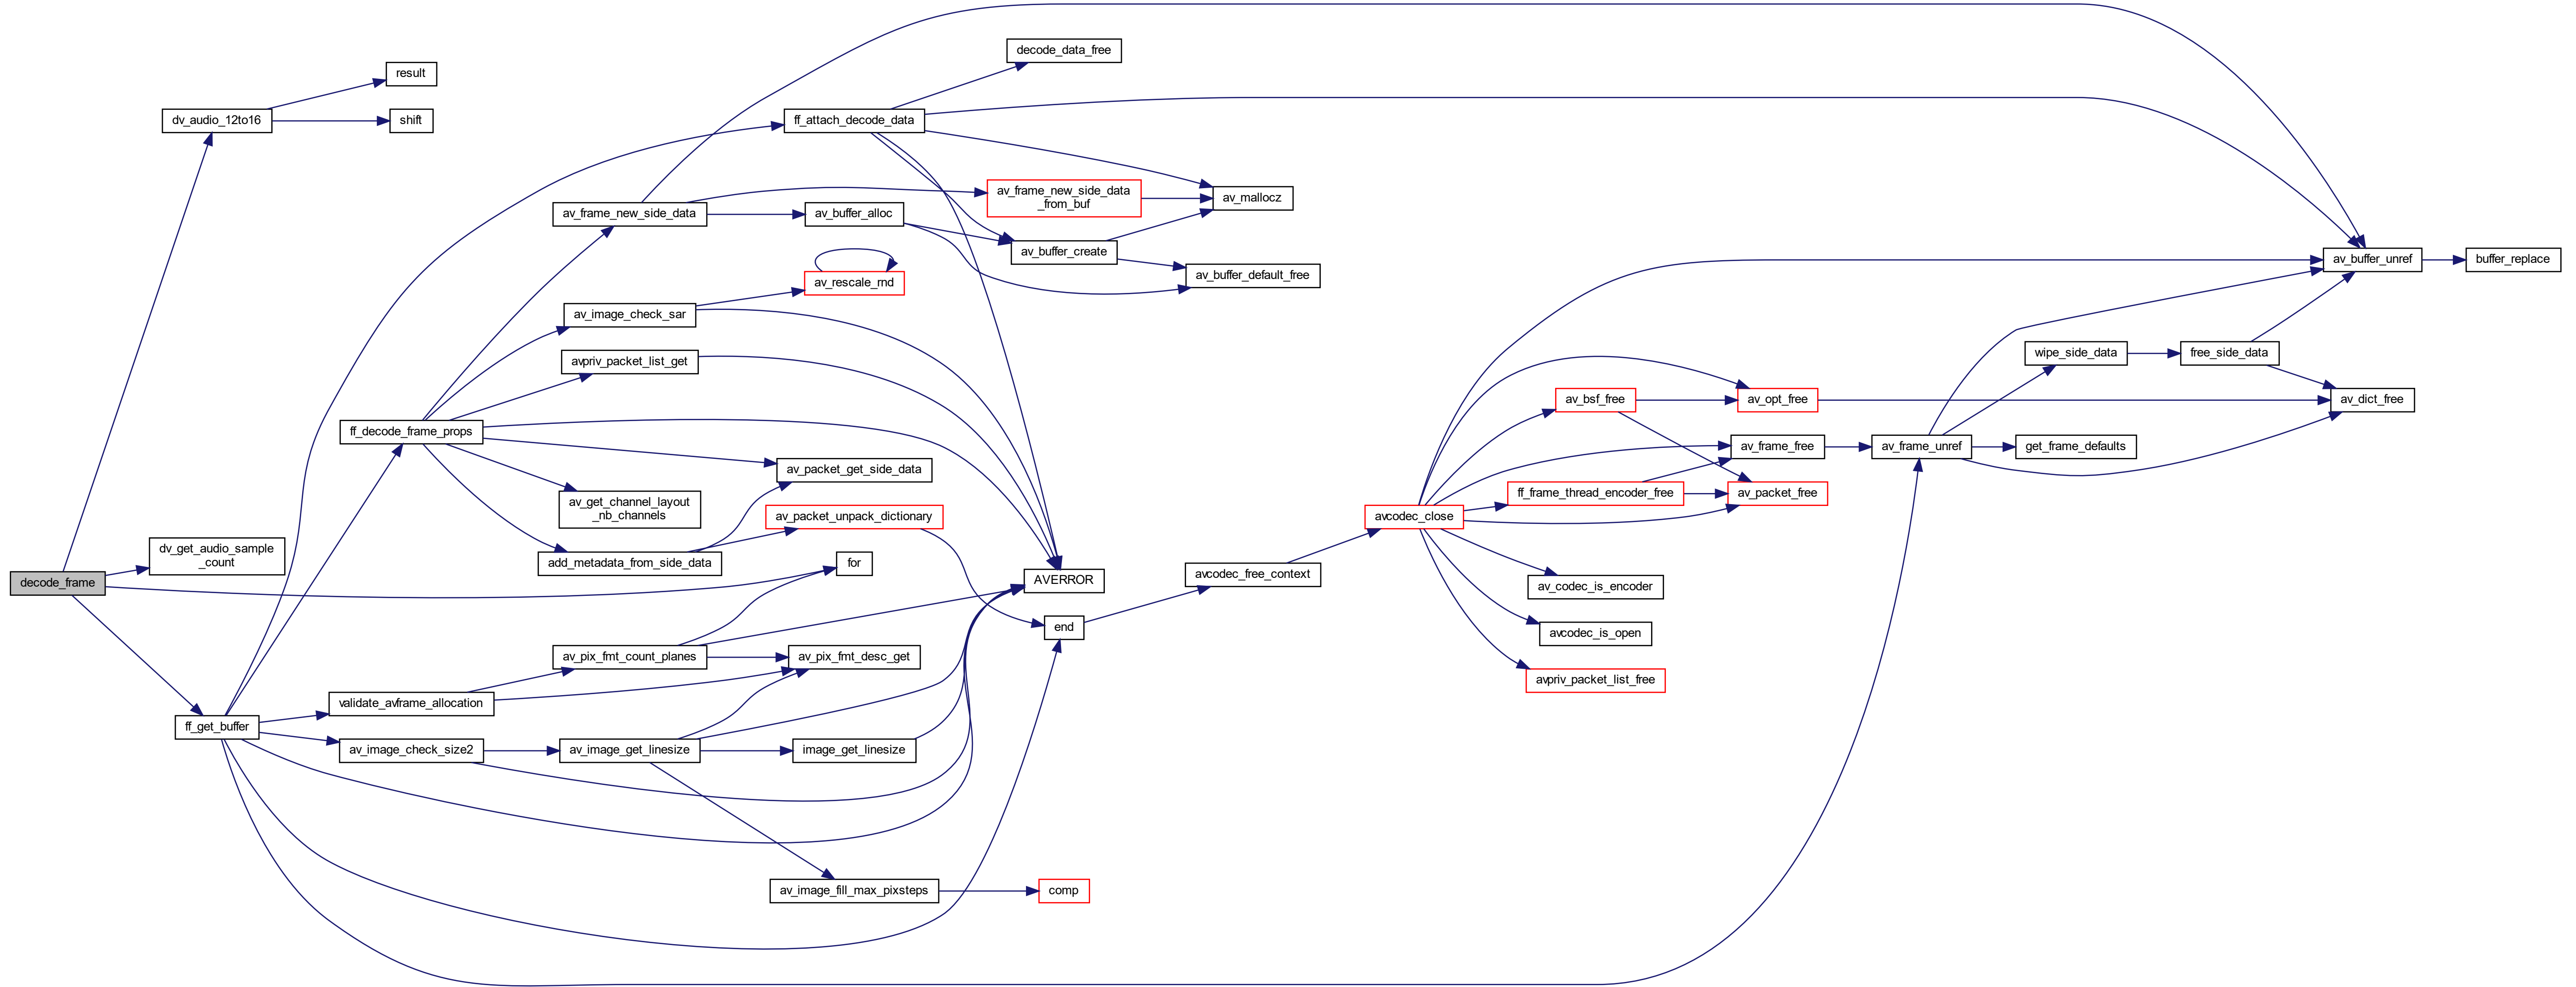 decode_frame
dv_audio_12to16
dv_get_audio_sample
_count
ff_get_buffer
result
shift
ff_decode_frame_props
validate_avframe_allocation
av_image_check_size2
av_frame_new_side_data
av_image_check_sar
avpriv_packet_list_get
av_get_channel_layout
_nb_channels
add_metadata_from_side_data
av_pix_fmt_count_planes
av_image_get_linesize
ff_attach_decode_data
av_buffer_alloc
av_rescale_rnd
av_packet_get_side_data
av_packet_unpack_dictionary
for
av_pix_fmt_desc_get
image_get_linesize
av_image_fill_max_pixsteps
decode_data_free
av_frame_new_side_data
_from_buf
av_buffer_create
AVERROR
end
comp
av_mallocz
av_buffer_default_free
avcodec_free_context
avcodec_close
av_bsf_free
ff_frame_thread_encoder_free
av_codec_is_encoder
avcodec_is_open
avpriv_packet_list_free
av_opt_free
av_frame_free
av_packet_free
av_frame_unref
wipe_side_data
get_frame_defaults
free_side_data
av_buffer_unref
av_dict_free
buffer_replace